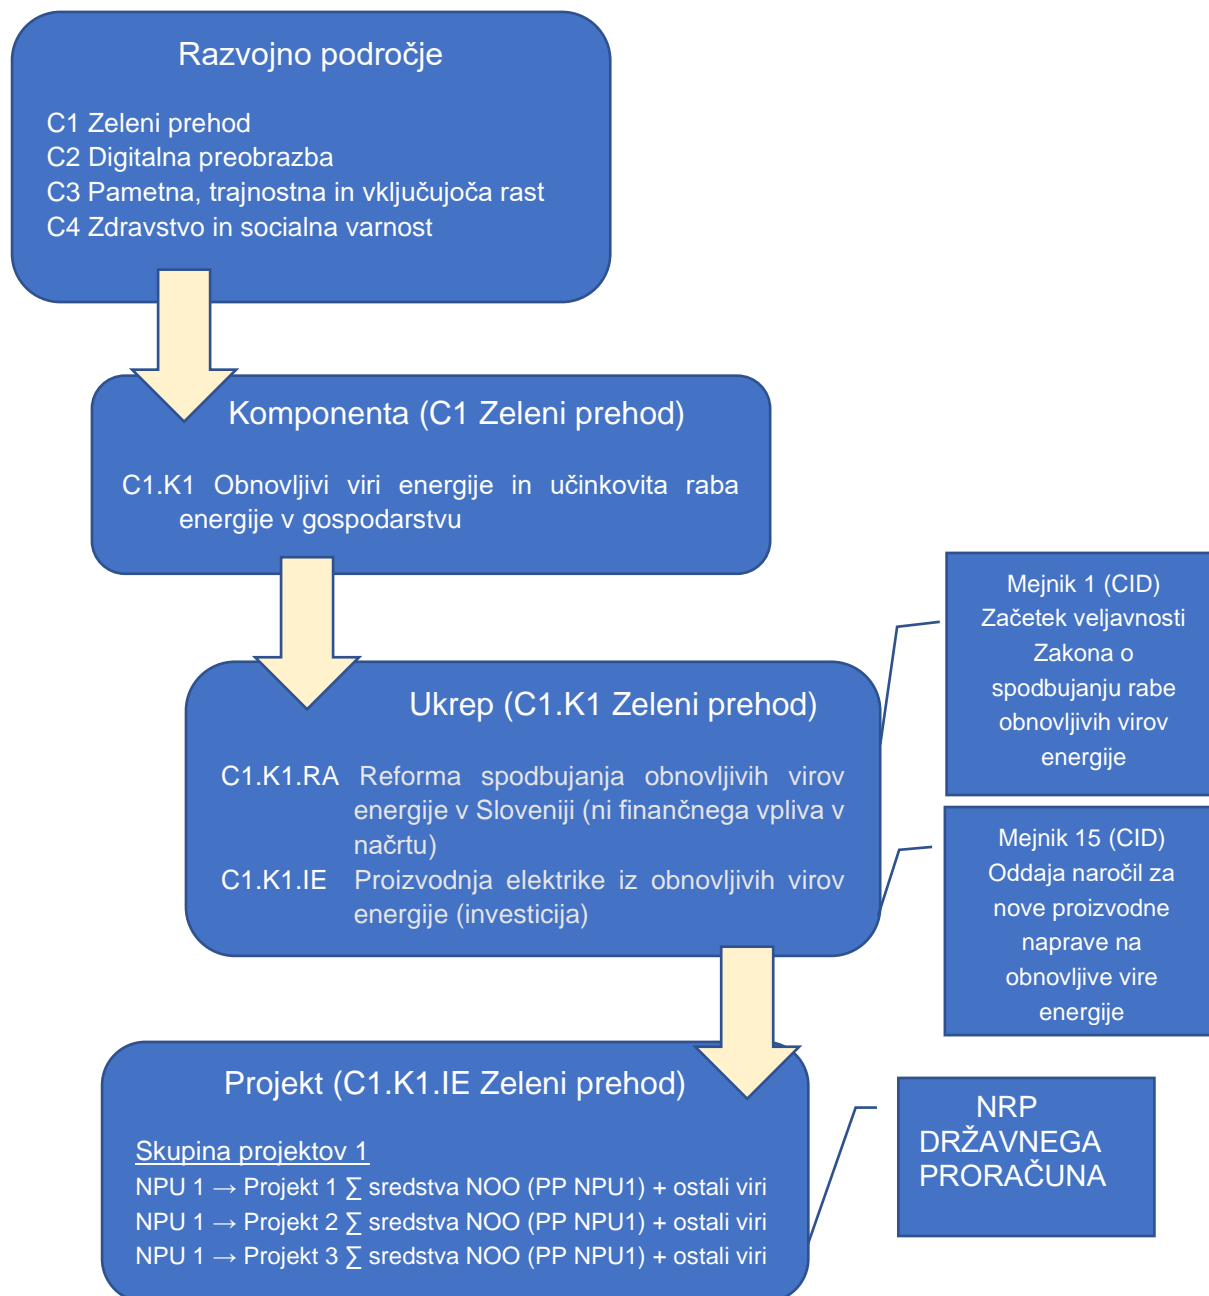 Razvojno področje
C1 Zeleni prehod
C2 Digitalna preobrazba
C3 Pametna, trajnostna in vključujoča rast
C4 Zdravstvo in socialna varnost
Komponenta (C1 Zeleni prehod)
C1.K1 Obnovljivi viri energije in učinkovita raba
energije v gospodarstvu
Ukrep (C1.K1 Zeleni prehod)
C1.K1.RA Reforma spodbujanja obnovljivih virov
energije v Sloveniji (ni finančnega vpliva v
načrtu)
C1.K1.IE Proizvodnja elektrike iz obnovljivih virov
energije (investicija)
Mejnik 1 (CID)
Začetek veljavnosti
Zakona o
spodbujanju rabe
obnovljivih virov
energije
Mejnik 15 (CID)
Oddaja naročil za
nove proizvodne
naprave na
obnovljive vire
energije
Projekt (C1.K1.IE Zeleni prehod)
Skupina projektov 1
NPU 1 → Projekt 1 ∑ sredstva NOO (PP NPU1) + ostali viri
NPU 1 → Projekt 2 ∑ sredstva NOO (PP NPU1) + ostali viri
NPU 1 → Projekt 3 ∑ sredstva NOO (PP NPU1) + ostali viri
NRP
DRŽAVNEGA
PRORAČUNA